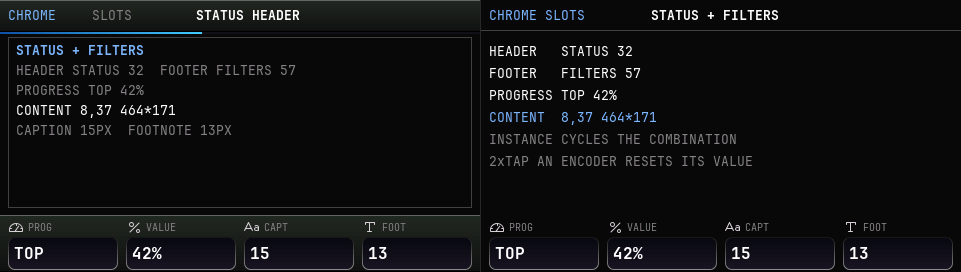 CHROME SLOTS STATUS HEADER
STATUS + FILTERS
HEADER STATUS 32 FOOTER FILTERS 57
PROGRESS TOP 42%
CONTENT 8,37 464*171
CAPTION 15PX FOOTNOTE 13PX
PROG VALUE Aa CAPT FOOT
TOP 42% 15 13
CHROME SLOTS STATUS + FILTERS
HEADER STATUS 32
FOOTER FILTERS 57
PROGRESS TOP 42%
CONTENT 8,37 464*171
INSTANCE CYCLES THE COMBINATION
2xTAP AN ENCODER RESETS ITS VALUE
PROG VALUE Aa CAPT FOOT
TOP 42% 15 13